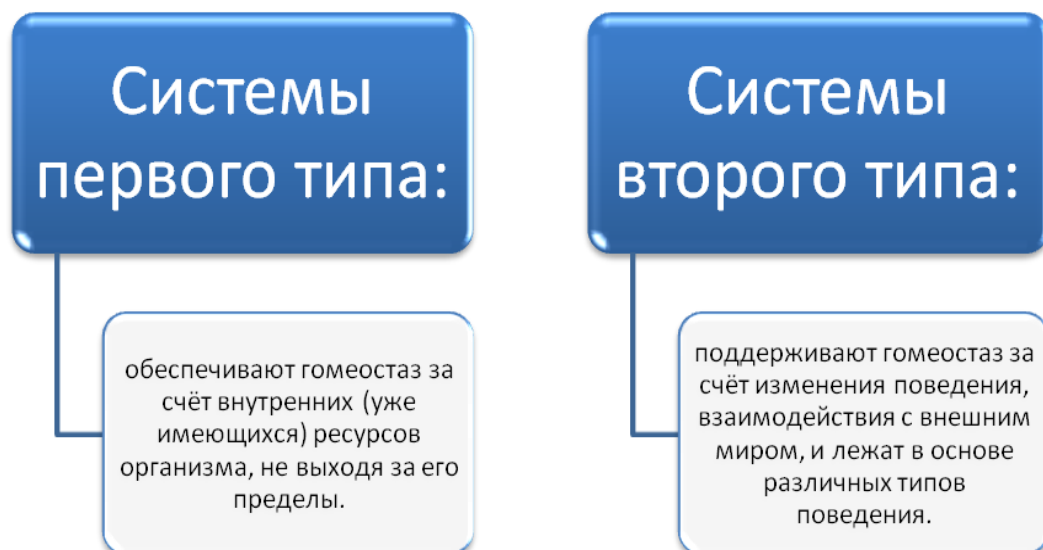 Системы
первого типа:
обеспечивают гомеостаз за
счёт внутренних (уже
имеющихся) ресурсов
организма, не выходя за его
пределы.
Системы
второго типа:
поддерживают гомеостаз за
счёт изменения поведения,
взаимодействия с внешним
миром, и лежат в основе
различных типов
поведения.